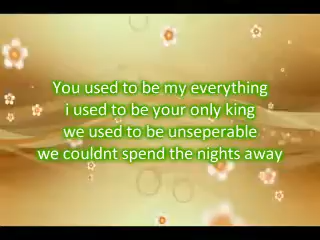 You used to be my everything
i used to be your only king
we used to be unseperable
we couldnt spend the nights away